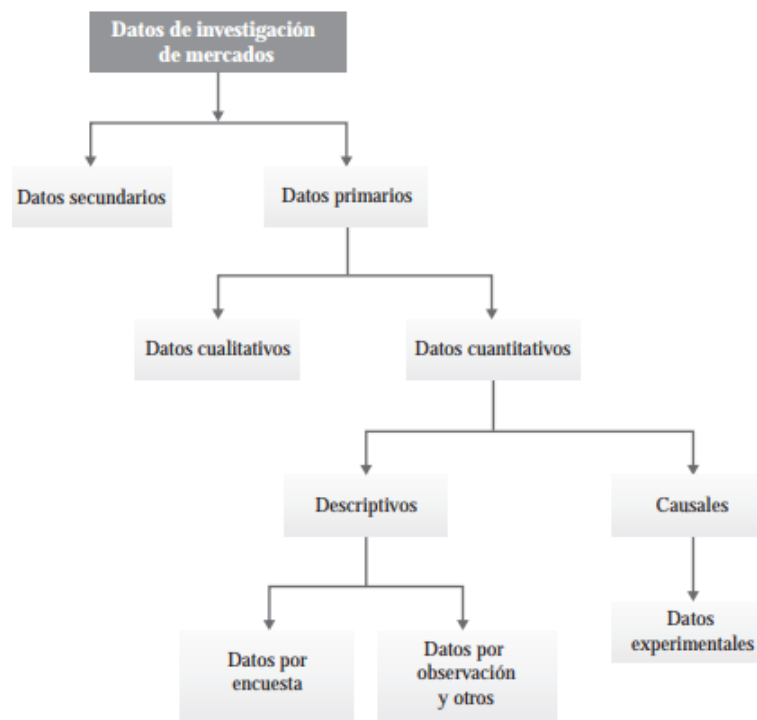 Datos de investigación
de mercados
Datos secundarios
Datos primarios
Datos cualitativos
Datos cuantitativos
Descriptivos
Causales
Datos por
encuesta
Datos por
observación
y otros
Datos
experimentales